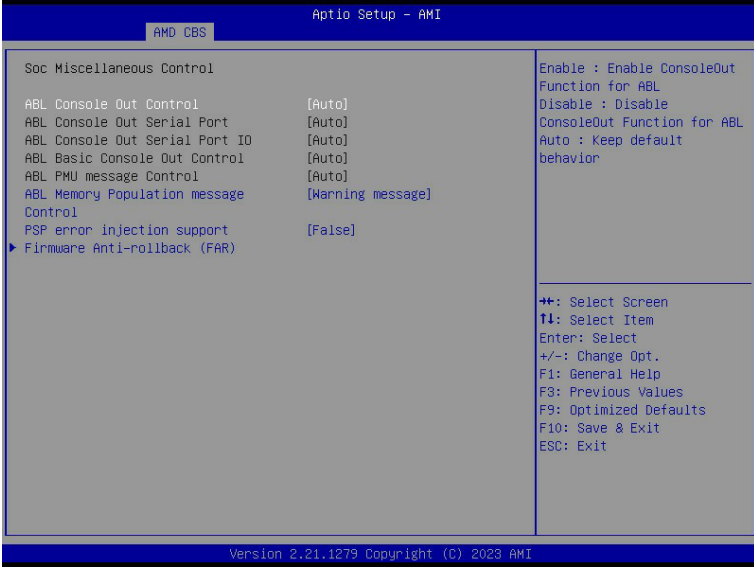 Aptio Setup – AMI
AMD CBS
Soc Miscellaneous Control
ABL Console Out Control [Auto]
ABL Console Out Serial Port [Auto]
ABL Console Out Serial Port IO [Auto]
ABL Basic Console Out Control [Auto]
ABL PMU message Control [Auto]
ABL Memory Population message [Warning message]
Control
PSP error injection support [False]
Firmware Anti-rollback (FAR)
Enable : Enable ConsoleOut
Function for ABL
Disable : Disable
ConsoleOut Function for ABL
Auto : Keep default
behavior
→←: Select Screen
↑↓: Select Item
Enter: Select
+/-: Change Opt.
F1: General Help
F3: Previous Values
F9: Optimized Defaults
F10: Save & Exit
ESC: Exit
Version 2.21.1279 Copyright (C) 2023 AMI